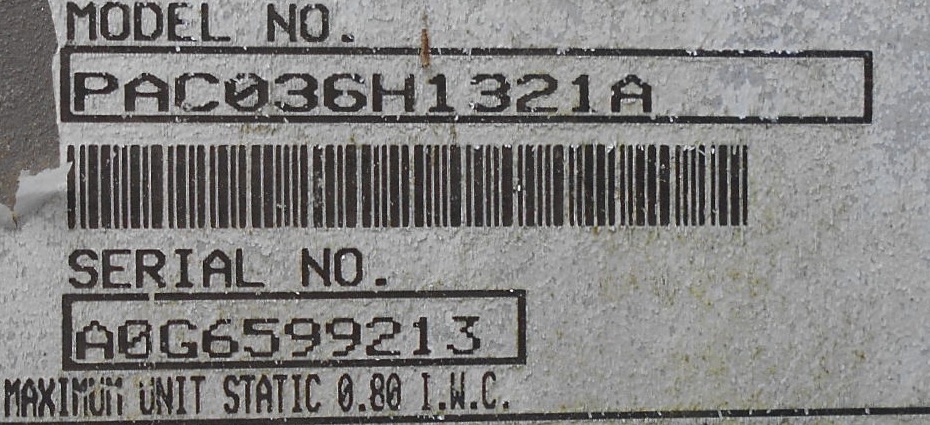 MODEL NO.
PAC036H1321A
SERIAL NO.
A0G6599213
MAXIMUM UNIT STATIC 0.80 I.W.C.